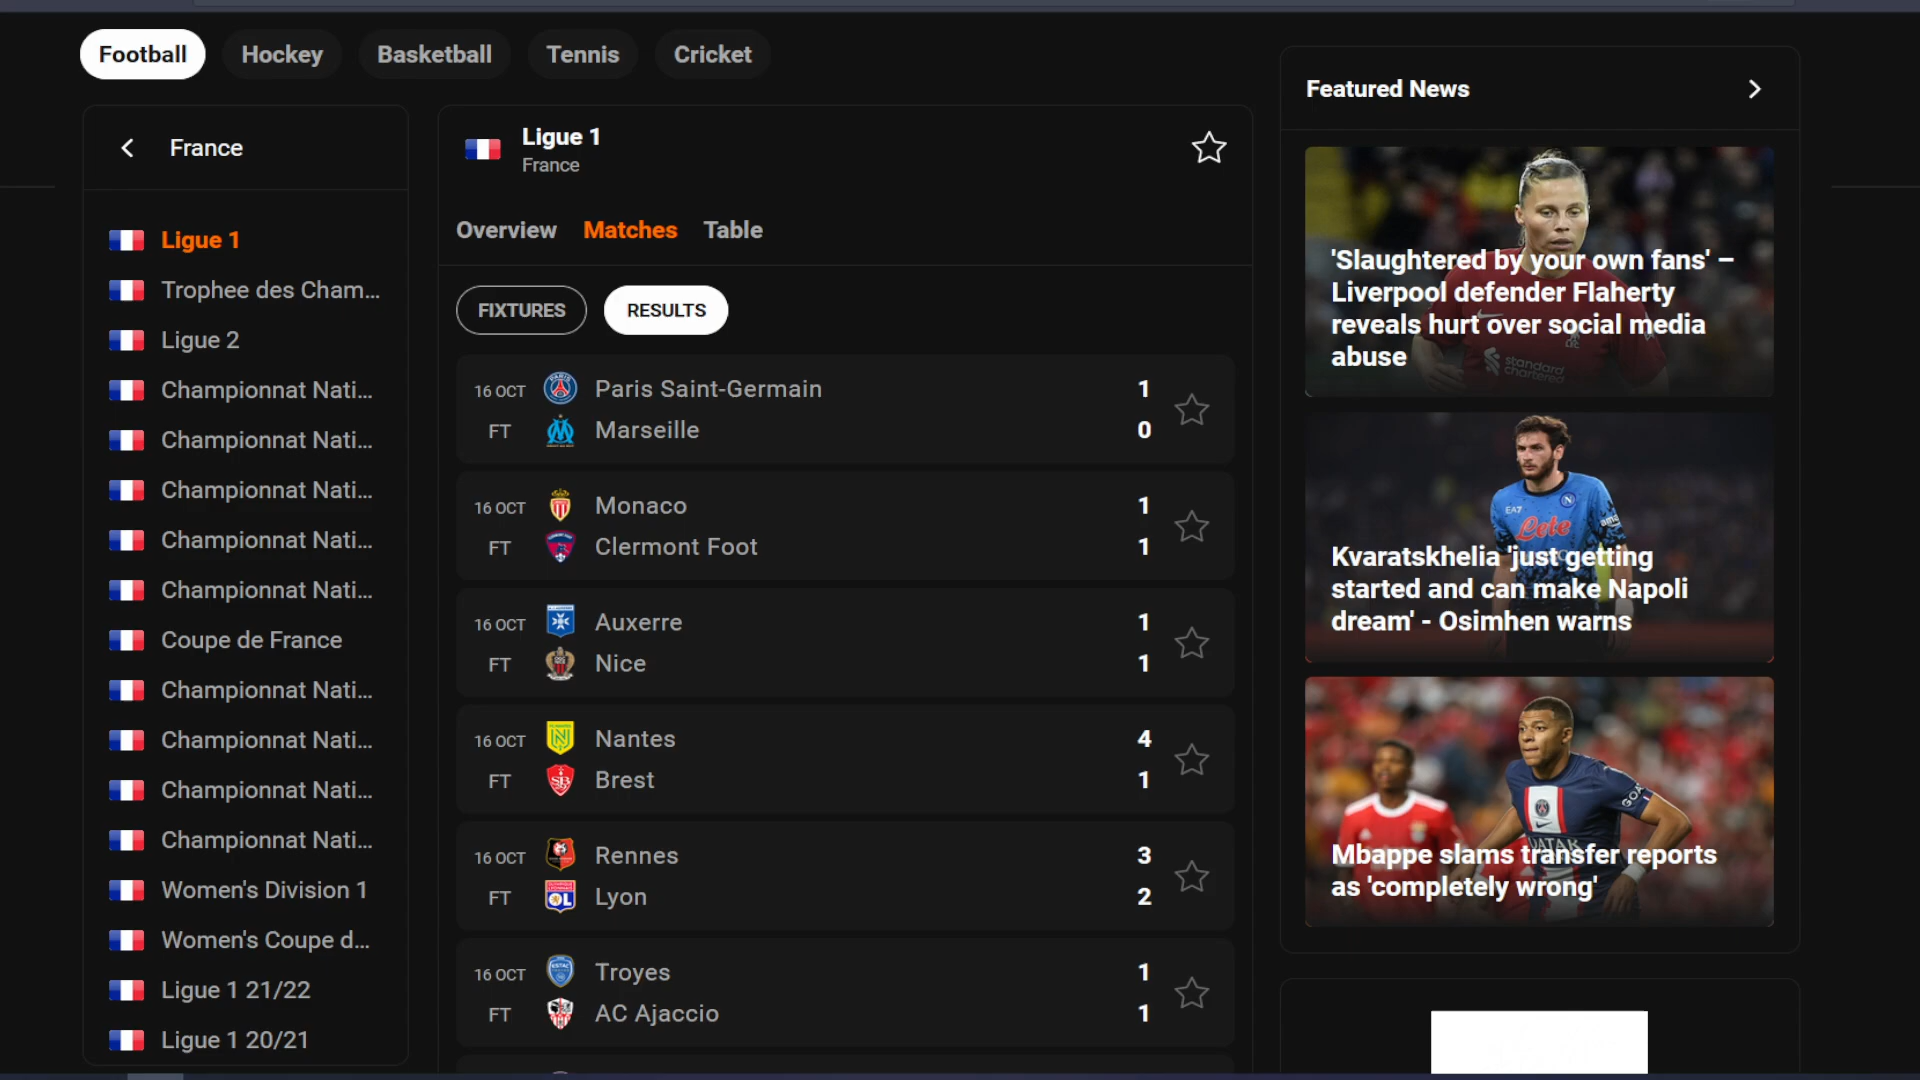 Football
Hockey
Basketball
Tennis
Cricket
France
Ligue 1
Trophee des Cham...
Ligue 2
Championnat Nati...
Championnat Nati...
Championnat Nati...
Championnat Nati...
Championnat Nati...
Coupe de France
Championnat Nati...
Championnat Nati...
Championnat Nati...
Championnat Nati...
Women's Division 1
Women's Coupe d...
Ligue 1 21/22
Ligue 1 20/21
Ligue 1
France
Overview
Matches
Table
FIXTURES
RESULTS
16 OCT Paris Saint-Germain 1
FT Marseille 0
16 OCT Monaco 1
FT Clermont Foot 1
16 OCT Auxerre 1
FT Nice 1
16 OCT Nantes 4
FT Brest 1
16 OCT Rennes 3
FT Lyon 2
16 OCT Troyes 1
FT AC Ajaccio 1
Featured News
'Slaughtered by your own fans' –
Liverpool defender Flaherty
reveals hurt over social media
abuse
standard
chartered
Kvaratskhelia 'just getting
started and can make Napoli
dream' - Osimhen warns
EA7
Lete
Mbappe slams transfer reports
as 'completely wrong'